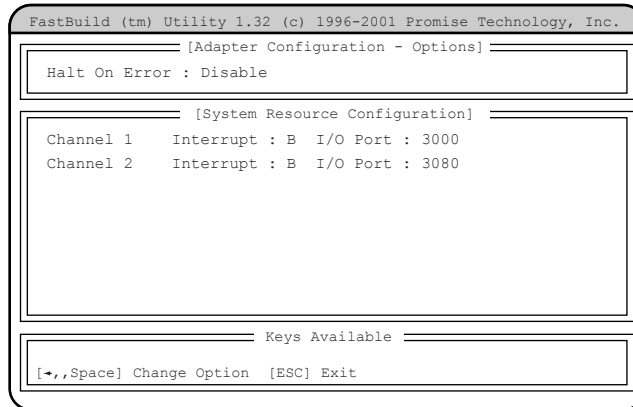 FastBuild (tm) Utility 1.32 (c) 1996-2001 Promise Technology, Inc.
[Adapter Configuration - Options]
Halt On Error : Disable
[System Resource Configuration]
Channel 1 Interrupt : B I/O Port : 3000
Channel 2 Interrupt : B I/O Port : 3080
Keys Available
[←,,Space] Change Option [ESC] Exit